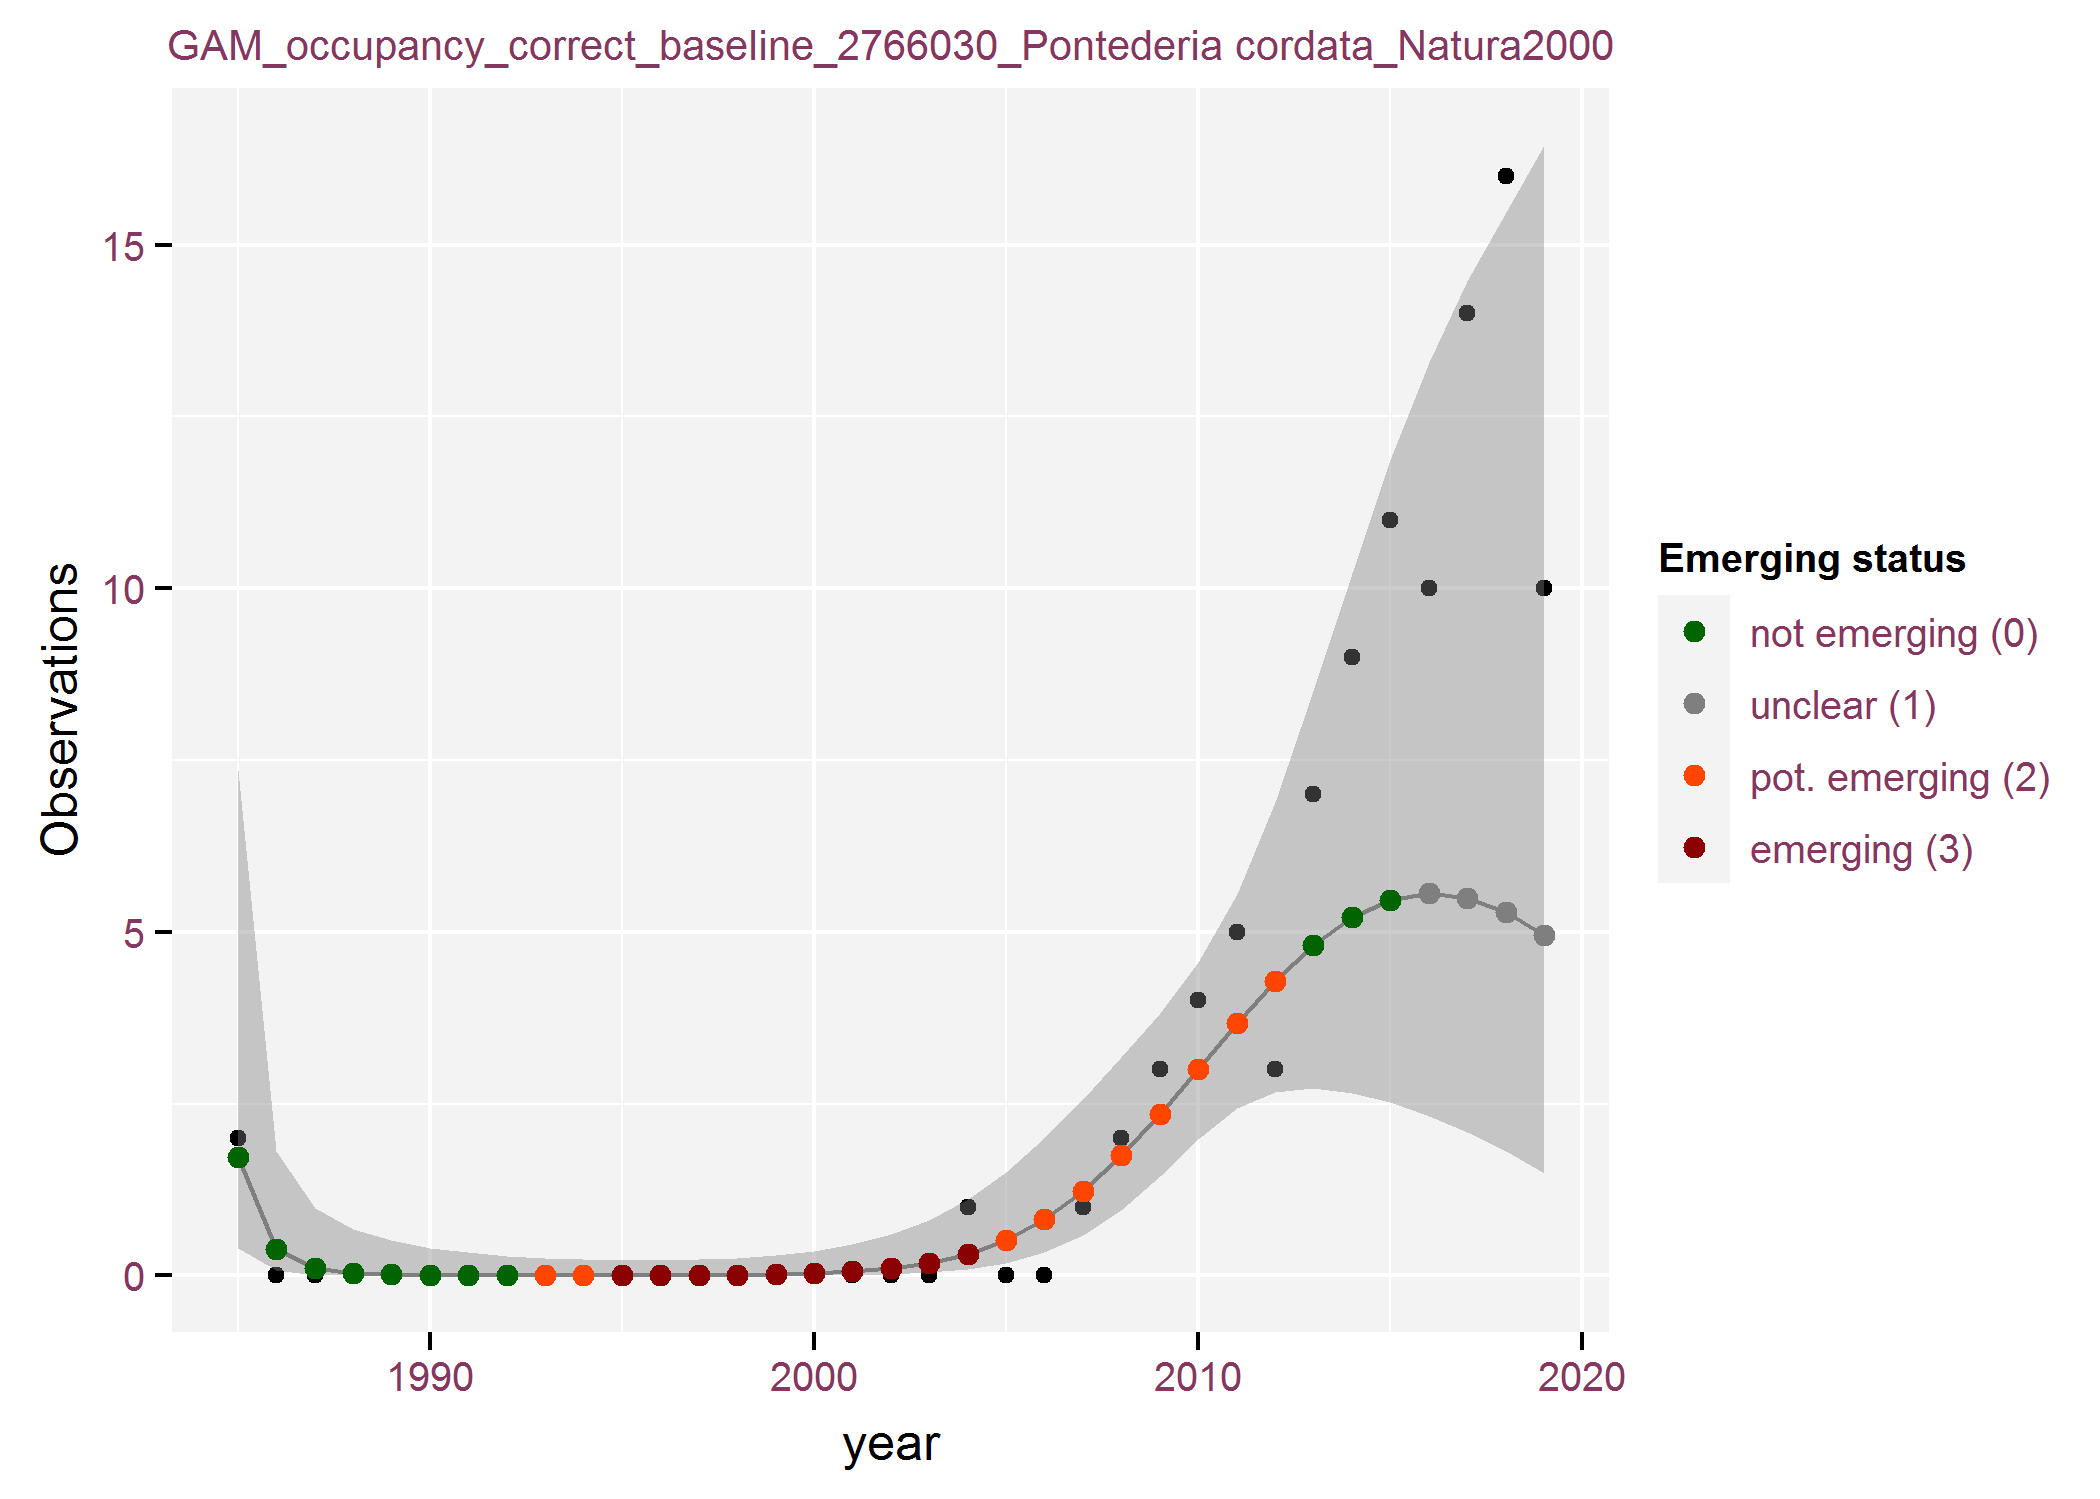 GAM_occupancy_correct_baseline_2766030_Pontederia cordata_Natura2000
Observations
15
10
5
0
1990
2000
2010
2020
year
Emerging status
not emerging (0)
unclear (1)
pot. emerging (2)
emerging (3)